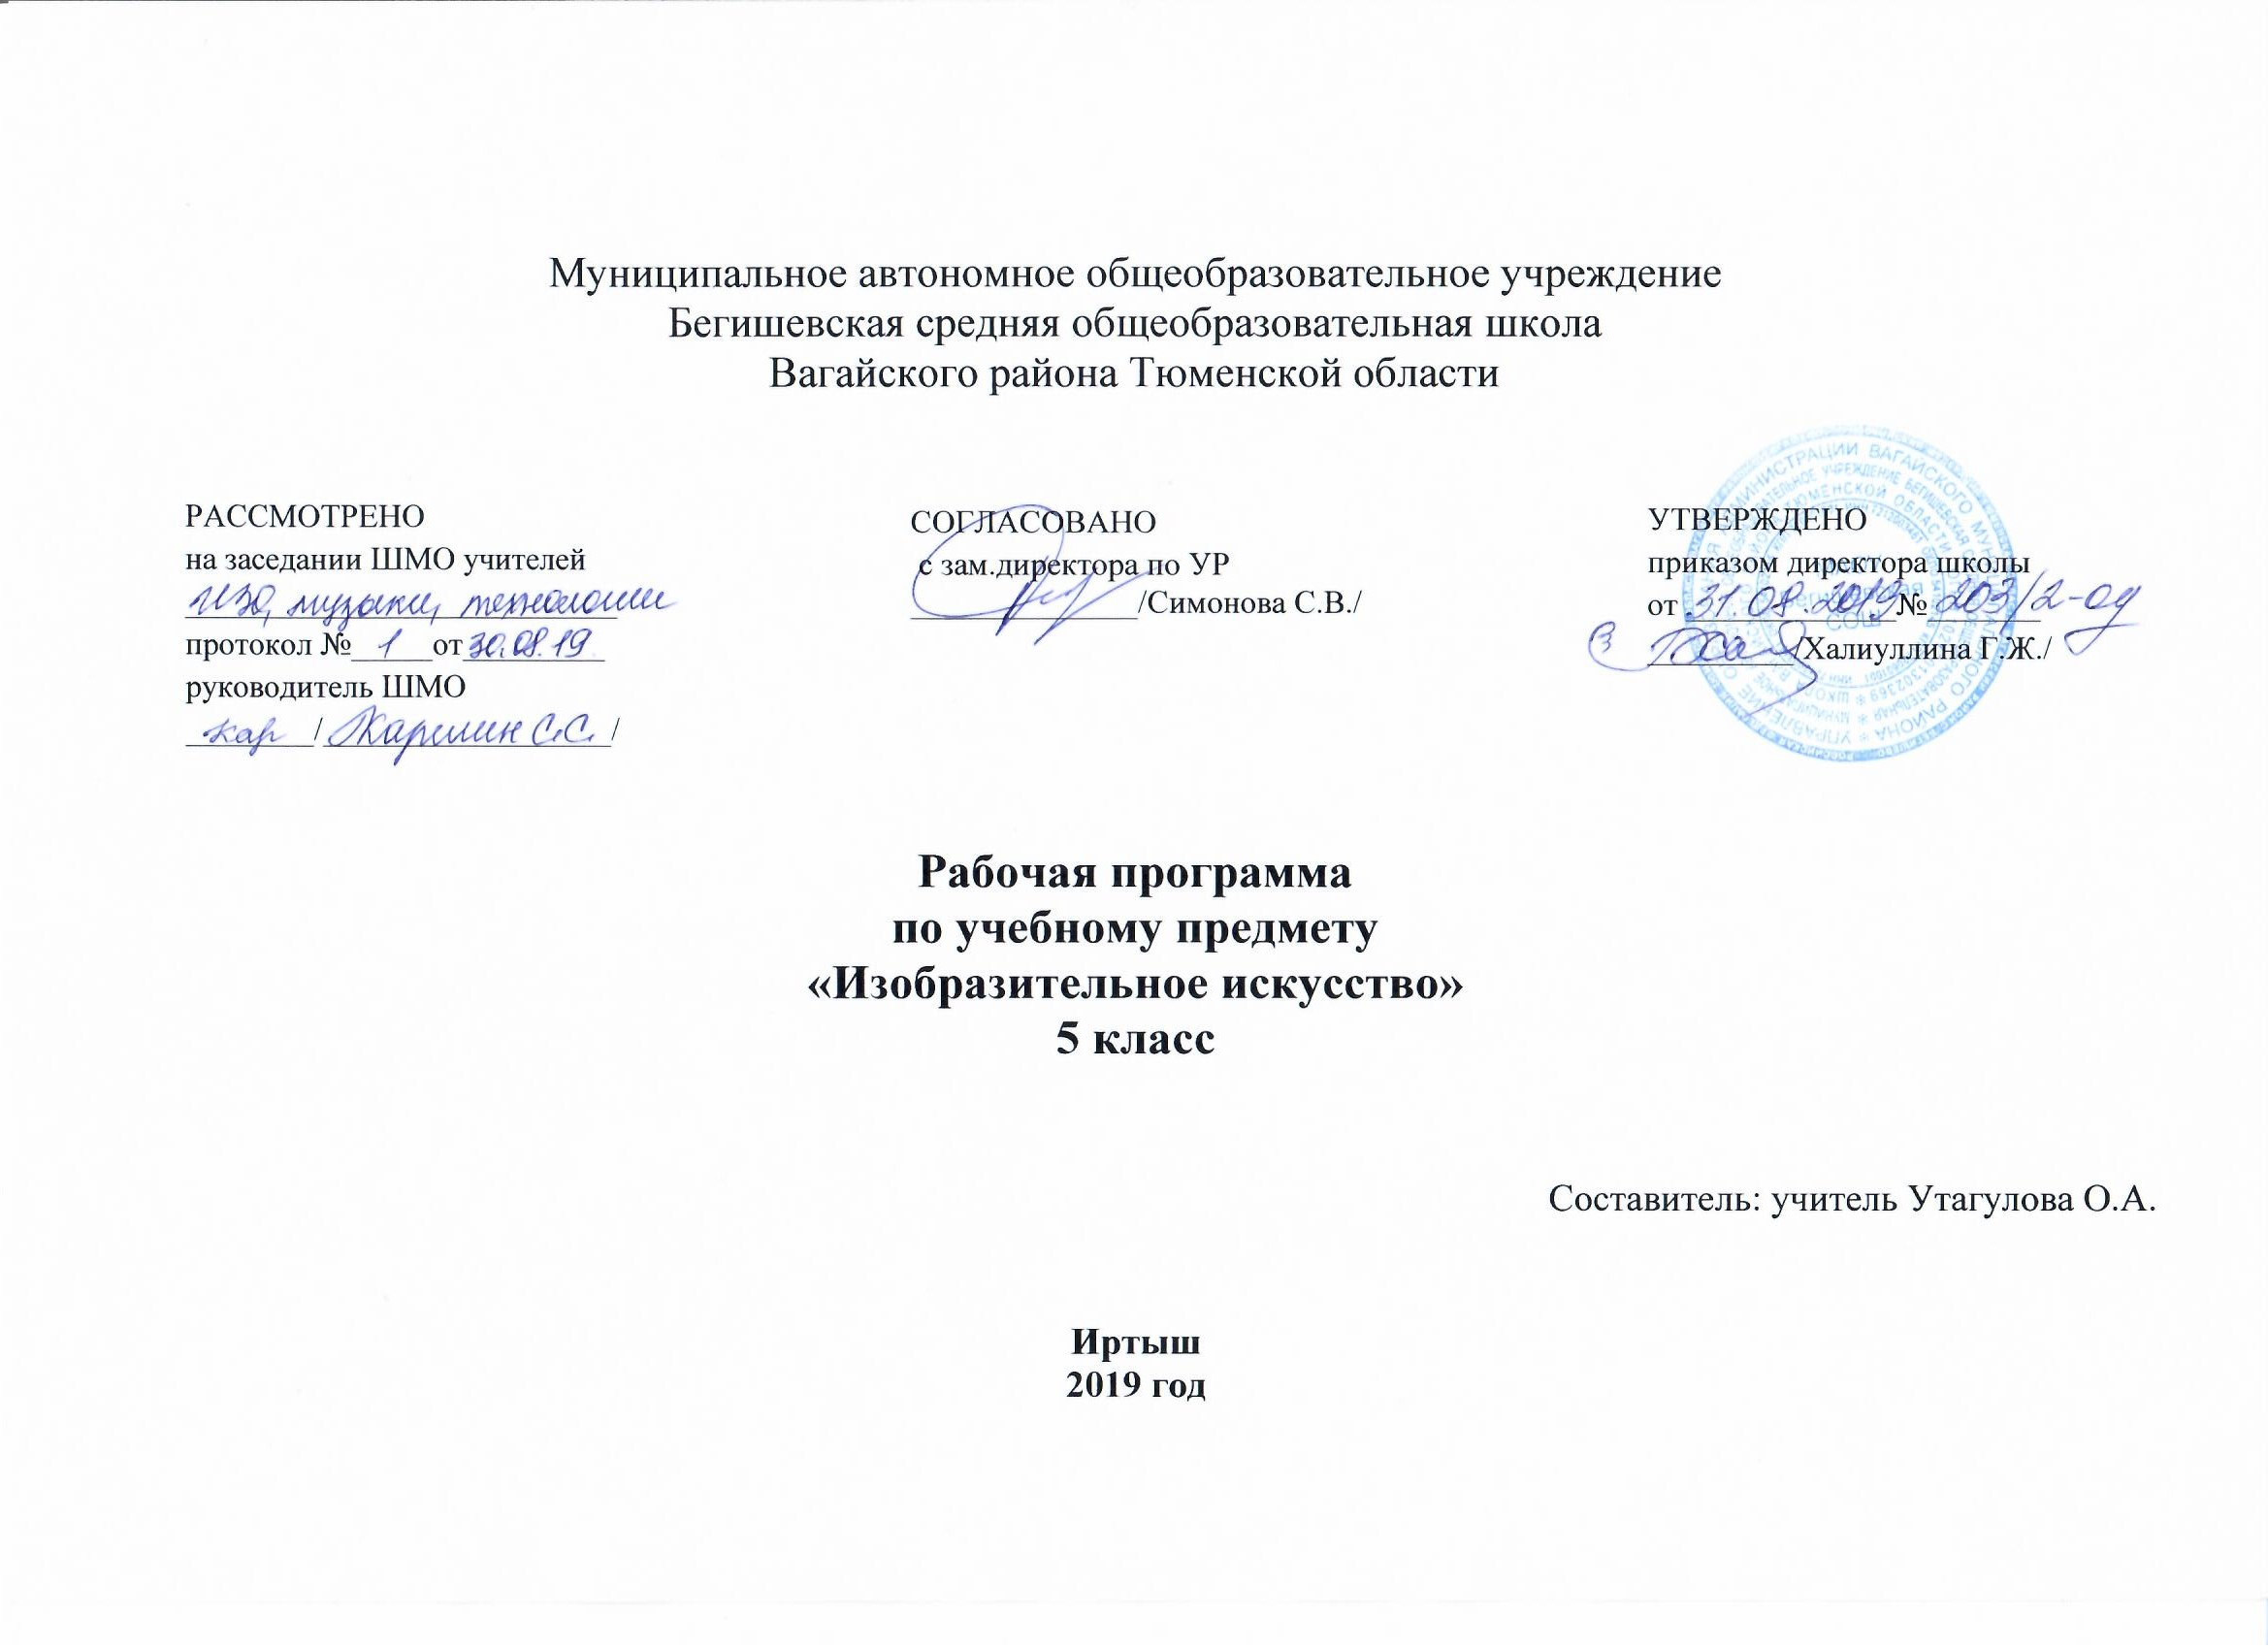 Муниципальное автономное общеобразовательное учреждение
Бегишевская средняя общеобразовательная школа
Вагайского района Тюменской области
РАССМОТРЕНО
на заседании ШМО учителей
ИЗО, музыки, технологии
протокол № 1 от 30.08.19
руководитель ШМО
кар / Каримин С.С. /
СОГЛАСОВАНО
с зам.директора по УР
/Симонова С.В./
УТВЕРЖДЕНО
приказом директора школы
от 31.08.2019 № 203/2-од
/Халиуллина Г.Ж./
Рабочая программа
по учебному предмету
«Изобразительное искусство»
5 класс
Составитель: учитель Утагулова О.А.
Иртыш
2019 год